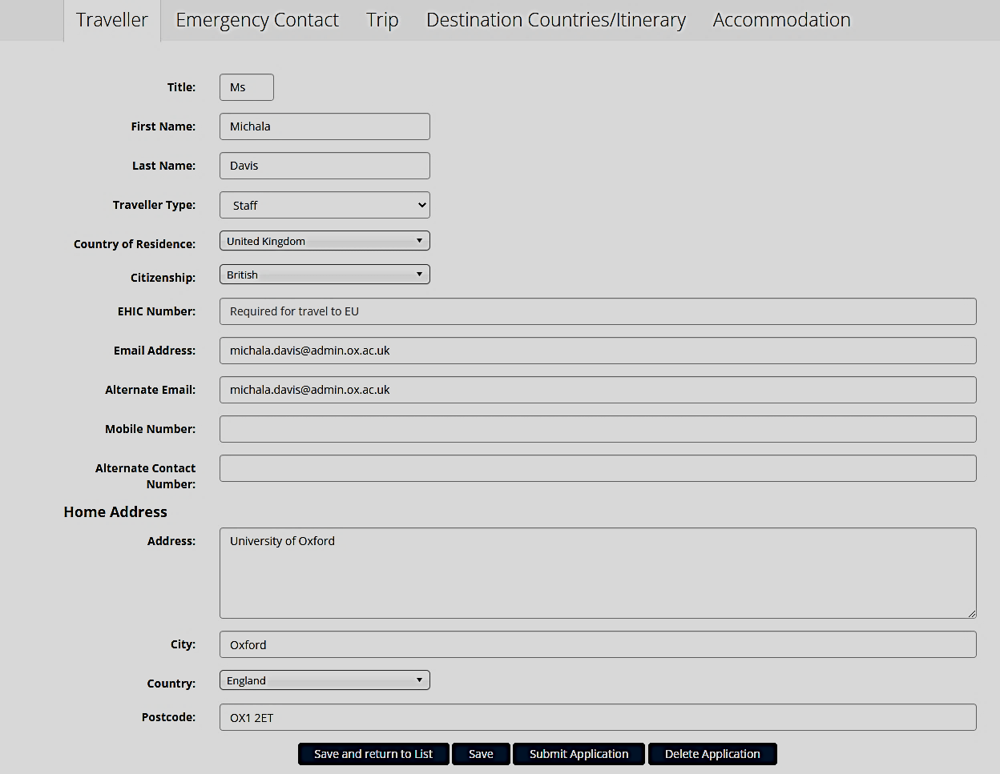 Traveller Emergency Contact Trip Destination Countries/Itinerary Accommodation
Title: Ms
First Name: Michala
Last Name: Davis
Traveller Type: Staff
Country of Residence: United Kingdom
Citizenship: British
EHIC Number: Required for travel to EU
Email Address: michala.davis@admin.ox.ac.uk
Alternate Email: michala.davis@admin.ox.ac.uk
Mobile Number:
Alternate Contact
Number:
Home Address
Address: University of Oxford
City: Oxford
Country: England
Postcode: OX1 2ET
Save and return to List Save Submit Application Delete Application